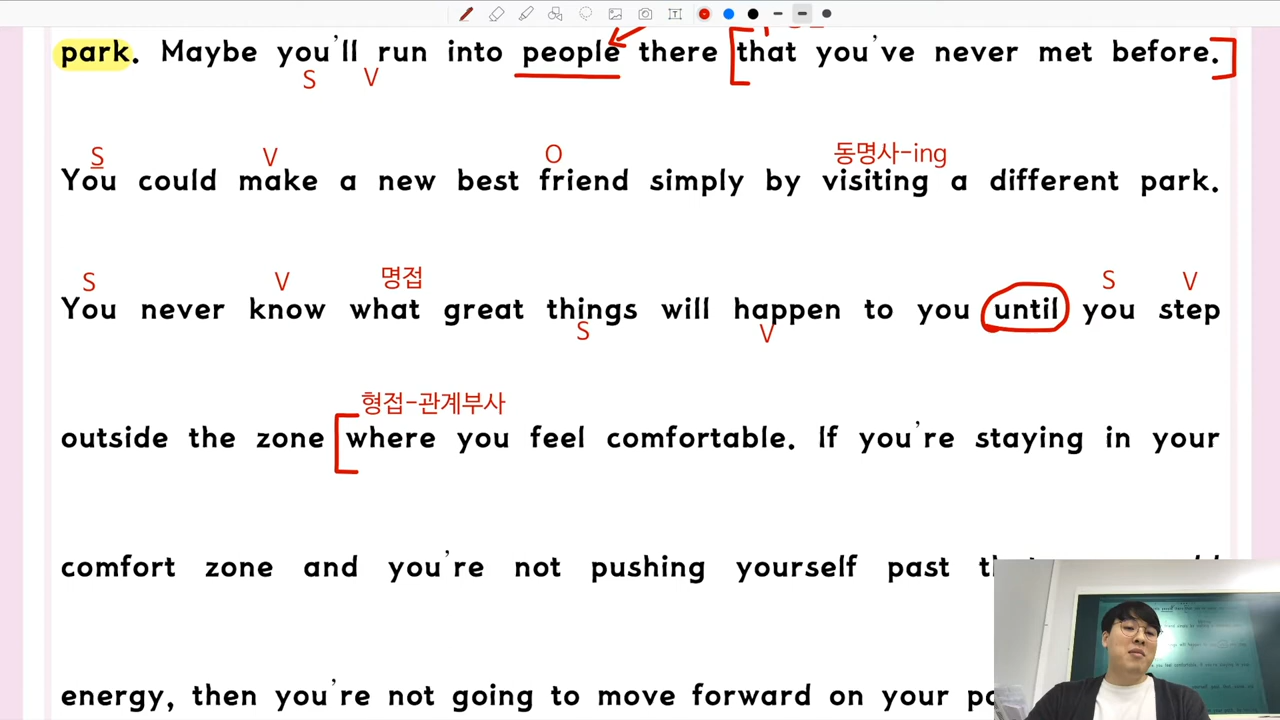 park. Maybe you'll run into people there that you've never met before.
S V
S V O 동명사-ing
You could make a new best friend simply by visiting a different park.
S V 명접 S V
You never know what great things will happen to you until you step
S V
형접-관계부사
outside the zone where you feel comfortable. If you're staying in your
comfort zone and you're not pushing yourself past
energy, then you're not going to move forward on your